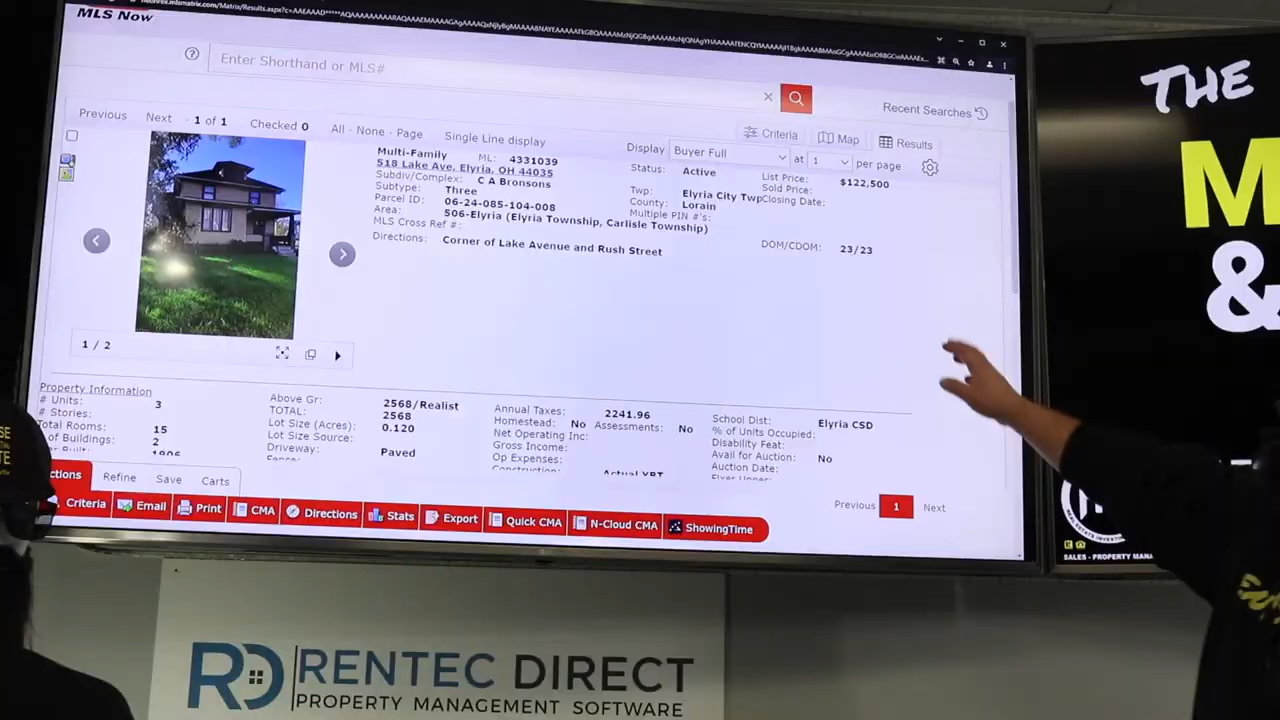 MLS Now
Enter Shorthand or MLS#
Recent Searches
Previous Next · 1 of 1 Checked 0 All · None · Page Single Line display
Display Buyer Full at 1 per page
Criteria Map Results
Multi-Family ML: 4331039
518 Lake Ave, Elyria, OH 44035
Subdiv/Complex: C A Bronsons
Subtype: Three
Parcel ID: 06-24-085-104-008
Area: 506-Elyria (Elyria Township, Carlisle Township)
MLS Cross Ref #:
Directions: Corner of Lake Avenue and Rush Street
Status: Active
Twp: Elyria City Twp
County: Lorain
Multiple PIN #'s:
List Price: $122,500
Sold Price:
Closing Date:
DOM/CDOM: 23/23
1 / 2
Property Information
# Units: 3
# Stories:
Total Rooms: 15
of Buildings: 2
1906
Above Gr: 2568/Realist
TOTAL: 2568
Lot Size (Acres): 0.120
Lot Size Source:
Driveway: Paved
Annual Taxes: 2241.96
Homestead: No Assessments: No
Net Operating Inc:
Gross Income:
Op Expenses:
School Dist: Elyria CSD
% of Units Occupied:
Disability Feat:
Avail for Auction: No
Auction Date:
Refine Save Carts
Criteria Email Print CMA Directions Stats Export Quick CMA N-Cloud CMA ShowingTime
Previous 1 Next
THE
M
&
SALES - PROPERTY MANA
RD RENTEC DIRECT
PROPERTY MANAGEMENT SOFTWARE